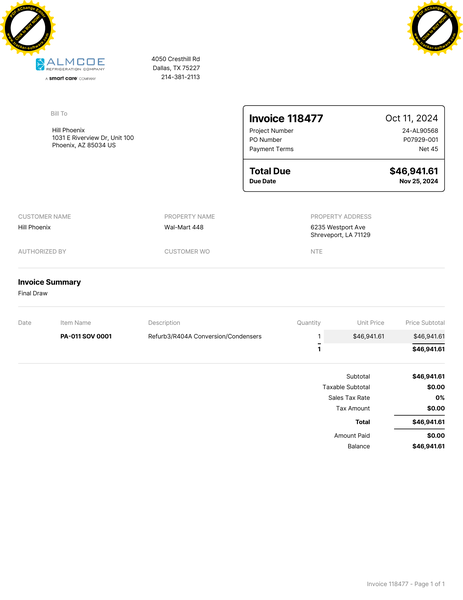 ALMCOE
REFRIGERATION COMPANY
A smart care COMPANY
4050 Cresthill Rd
Dallas, TX 75227
214-381-2113
Bill To
Hill Phoenix
1031 E Riverview Dr, Unit 100
Phoenix, AZ 85034 US
Invoice 118477 Oct 11, 2024
Project Number 24-AL90568
PO Number P07929-001
Payment Terms Net 45
Total Due $46,941.61
Due Date Nov 25, 2024
CUSTOMER NAME PROPERTY NAME PROPERTY ADDRESS
Hill Phoenix Wal-Mart 448 6235 Westport Ave
Shreveport, LA 71129
AUTHORIZED BY CUSTOMER WO NTE
Invoice Summary
Final Draw
Date Item Name Description Quantity Unit Price Price Subtotal
PA-011 SOV 0001 Refurb3/R404A Conversion/Condensers 1 $46,941.61 $46,941.61
1 $46,941.61
Subtotal $46,941.61
Taxable Subtotal $0.00
Sales Tax Rate 0%
Tax Amount $0.00
Total $46,941.61
Amount Paid $0.00
Balance $46,941.61
Invoice 118477 - Page 1 of 1